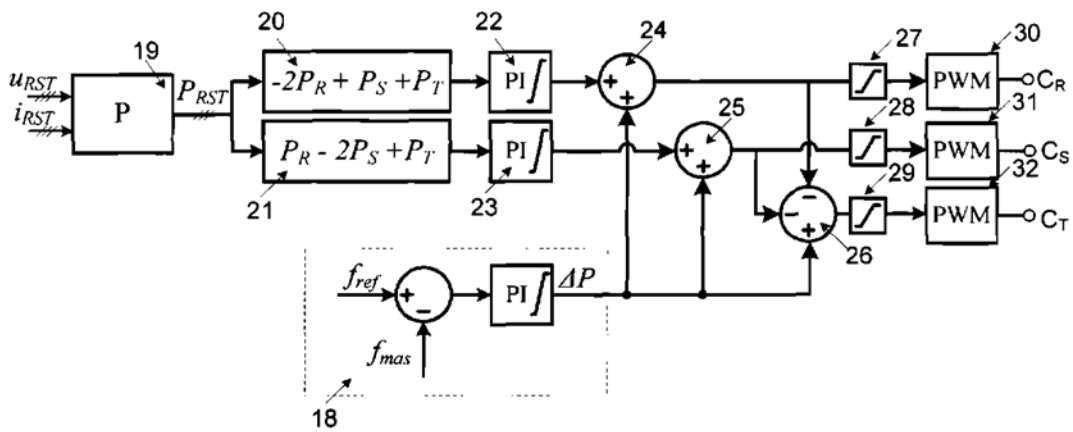 20
22
24
27
30
19
u_RST
i_RST
P
P_RST
-2P_R + P_S + P_T
PI
+
+
PWM
C_R
25
28
31
P_R - 2P_S + P_T
PI
+
+
PWM
C_S
21
23
29
32
-
-
+
PWM
C_T
26
f_ref
+
-
PI
ΔP
f_mas
18